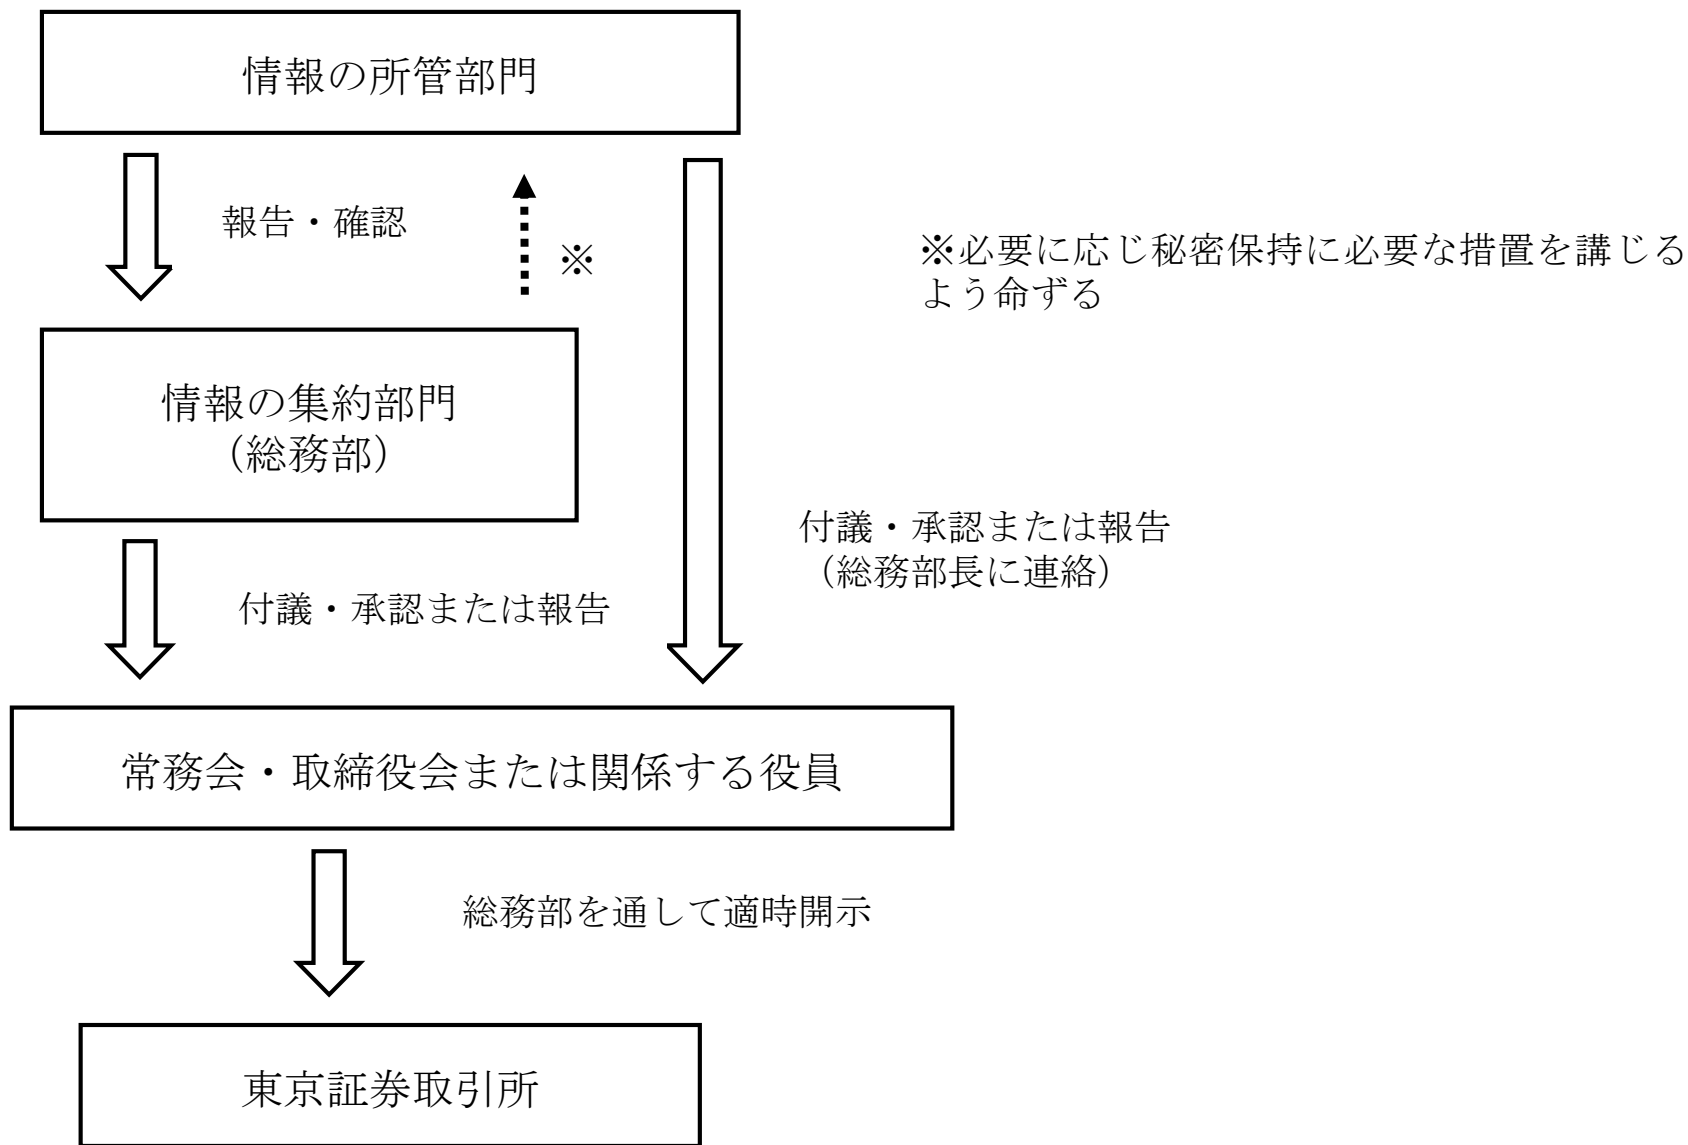 情報の所管部門
報告・確認
※
※必要に応じ秘密保持に必要な措置を講じる
よう命ずる
情報の集約部門
（総務部）
付議・承認または報告
（総務部長に連絡）
付議・承認または報告
常務会・取締役会または関係する役員
総務部を通して適時開示
東京証券取引所